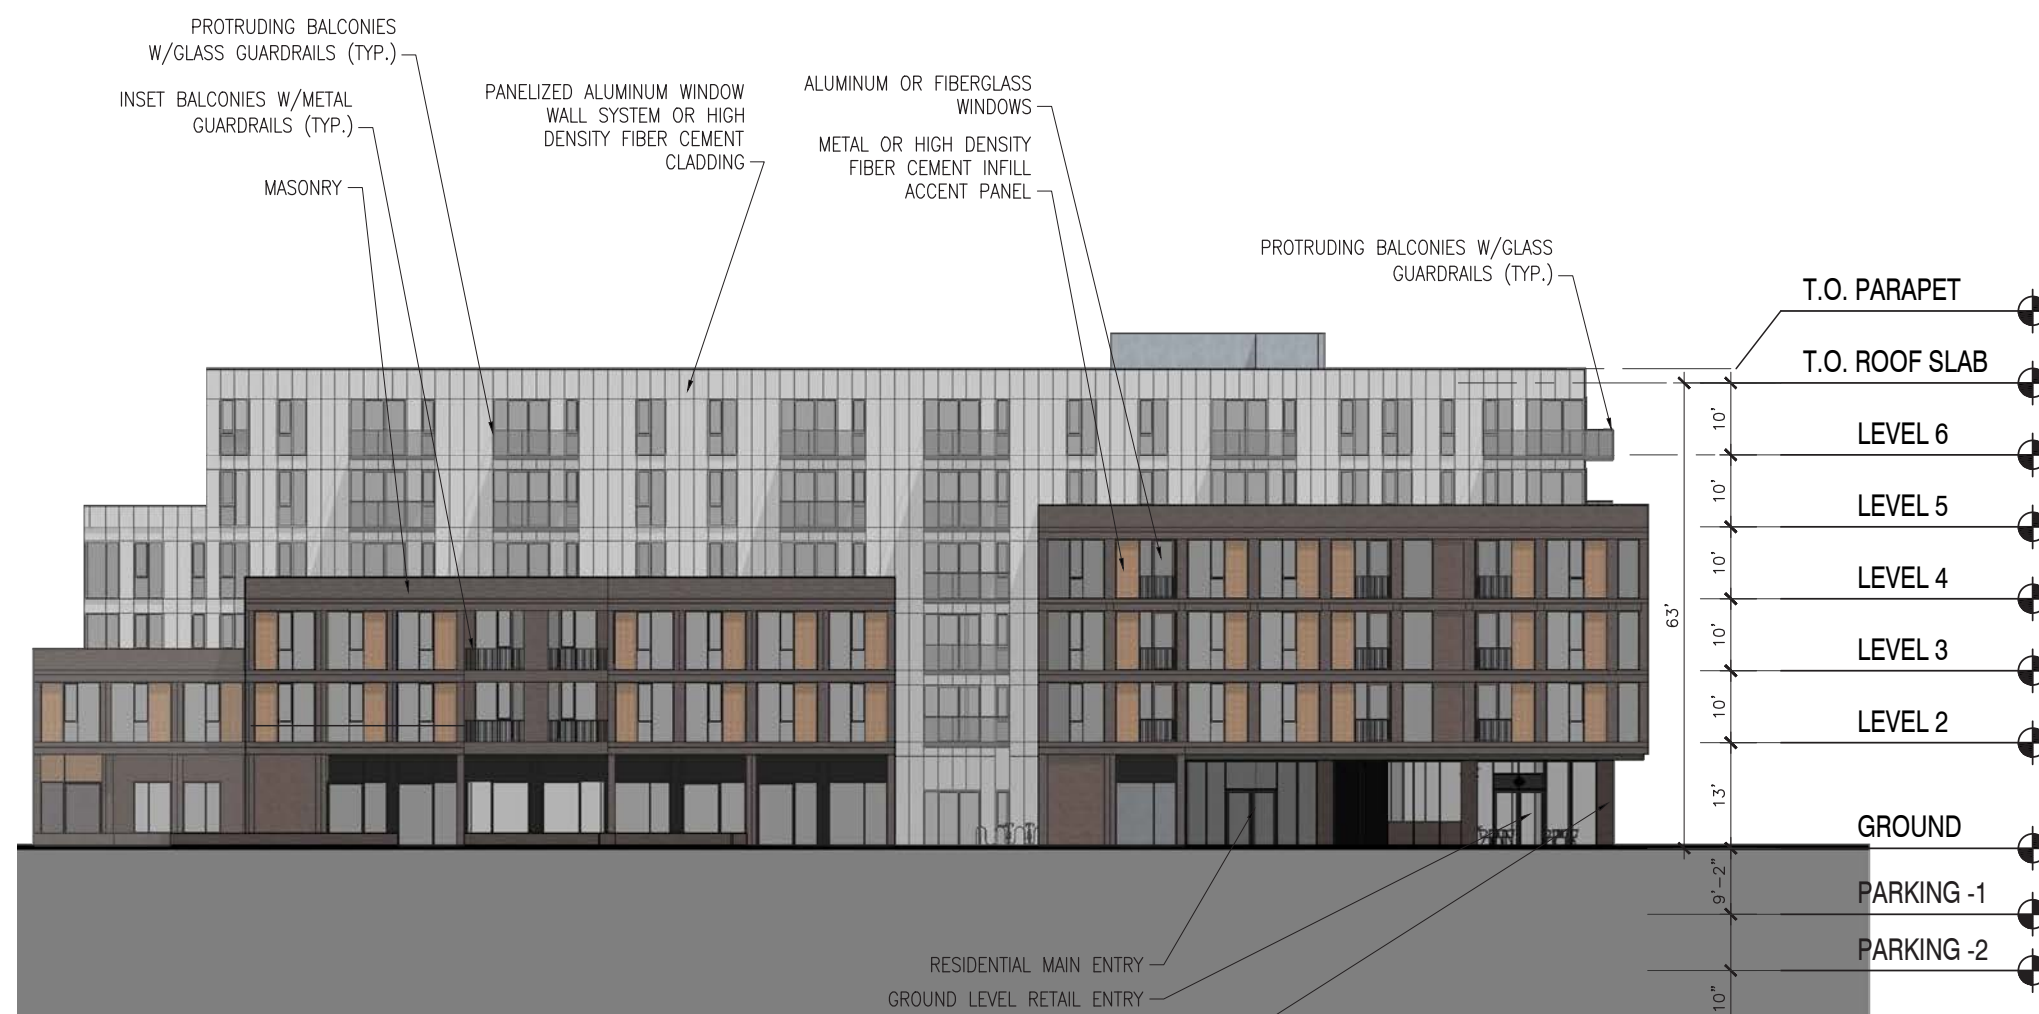 PROTRUDING BALCONIES
W/GLASS GUARDRAILS (TYP.)
INSET BALCONIES W/METAL
GUARDRAILS (TYP.)
MASONRY
PANELIZED ALUMINUM WINDOW
WALL SYSTEM OR HIGH
DENSITY FIBER CEMENT
CLADDING
ALUMINUM OR FIBERGLASS
WINDOWS
METAL OR HIGH DENSITY
FIBER CEMENT INFILL
ACCENT PANEL
PROTRUDING BALCONIES W/GLASS
GUARDRAILS (TYP.)
T.O. PARAPET
T.O. ROOF SLAB
10'
LEVEL 6
10'
LEVEL 5
10'
LEVEL 4
63'
10'
LEVEL 3
10'
LEVEL 2
13'
GROUND
9'-2"
PARKING -1
PARKING -2
10"
RESIDENTIAL MAIN ENTRY
GROUND LEVEL RETAIL ENTRY